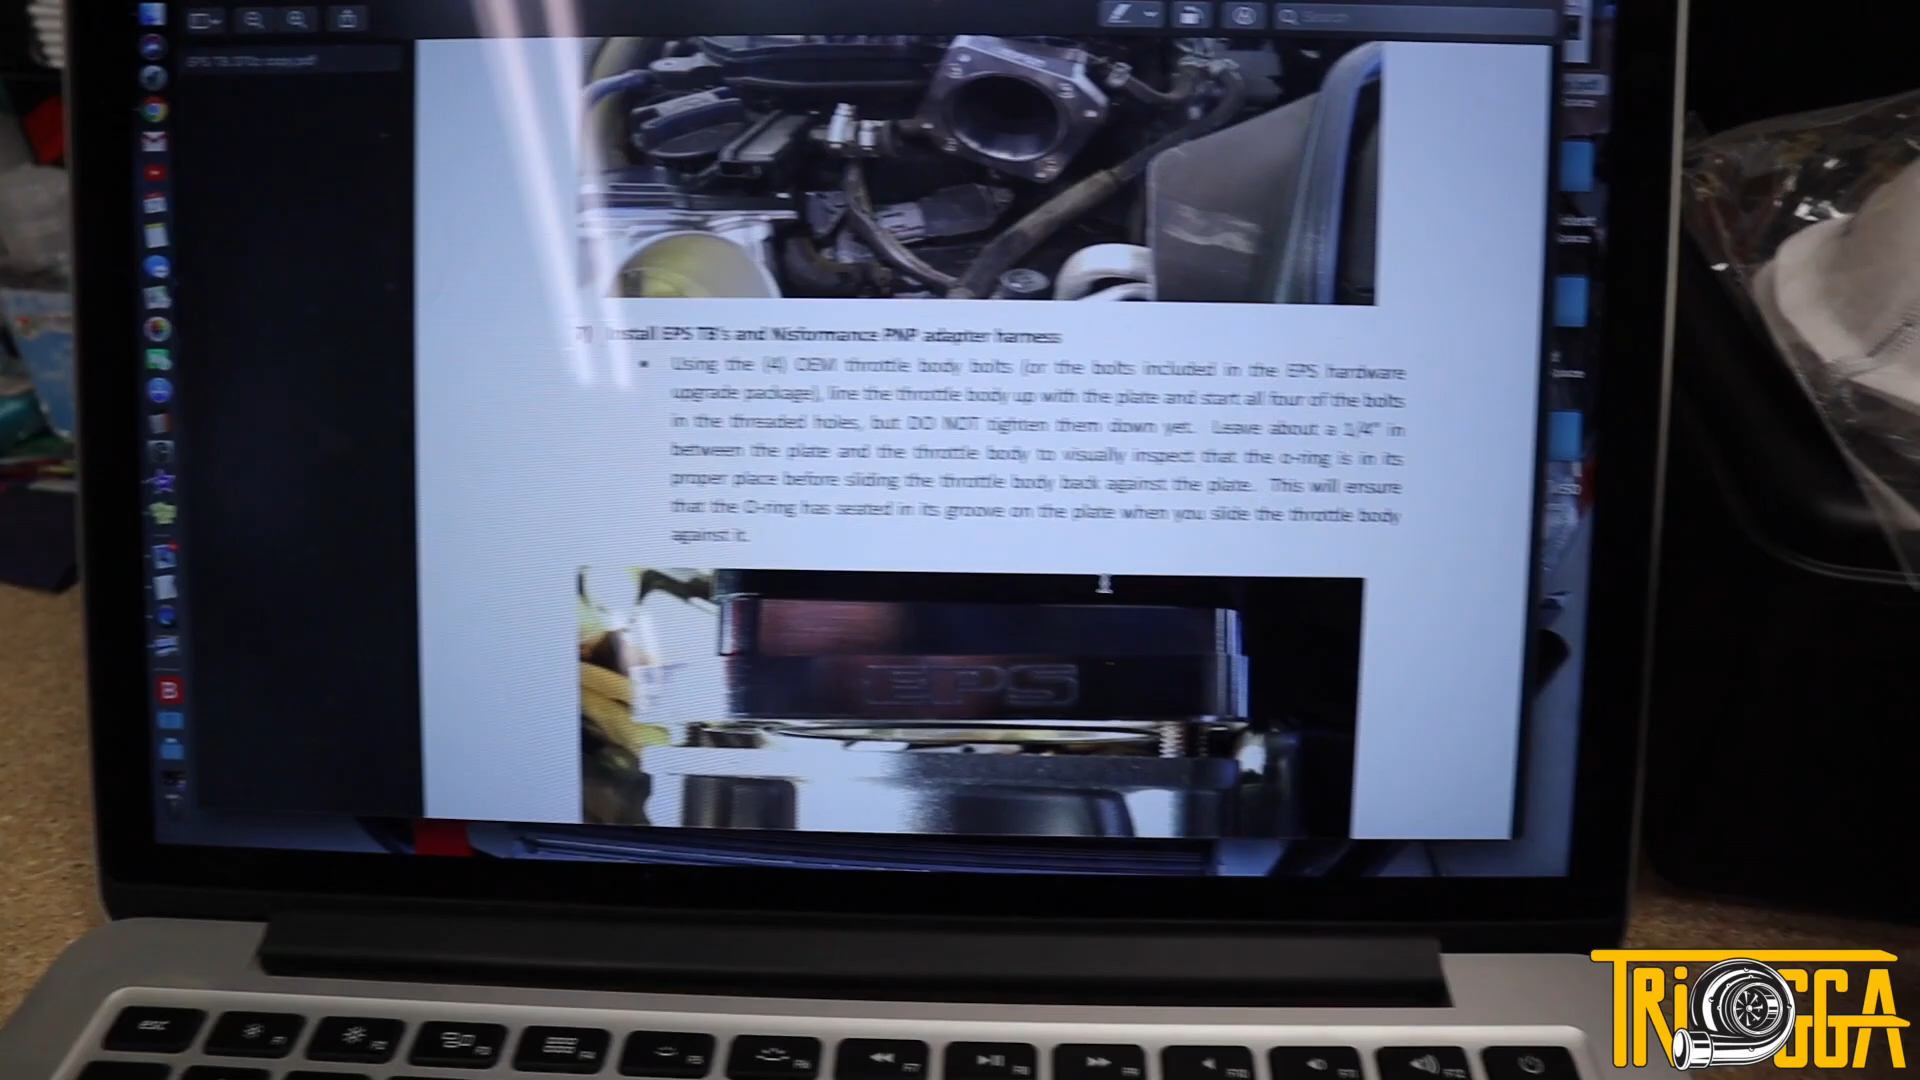 Search
7) Install EPS TB's and Nisformance PNP adapter harness
• Using the (4) OEM throttle body bolts (or the bolts included in the EPS hardware
upgrade package), line the throttle body up with the plate and start all four of the bolts
in the threaded holes, but DO NOT tighten them down yet. Leave about a 1/4" in
between the plate and the throttle body to visually inspect that the o-ring is in its
proper place before sliding the throttle body back against the plate. This will ensure
that the O-ring has seated in its groove on the plate when you slide the throttle body
against it.
EPS
esc
TRiGGA